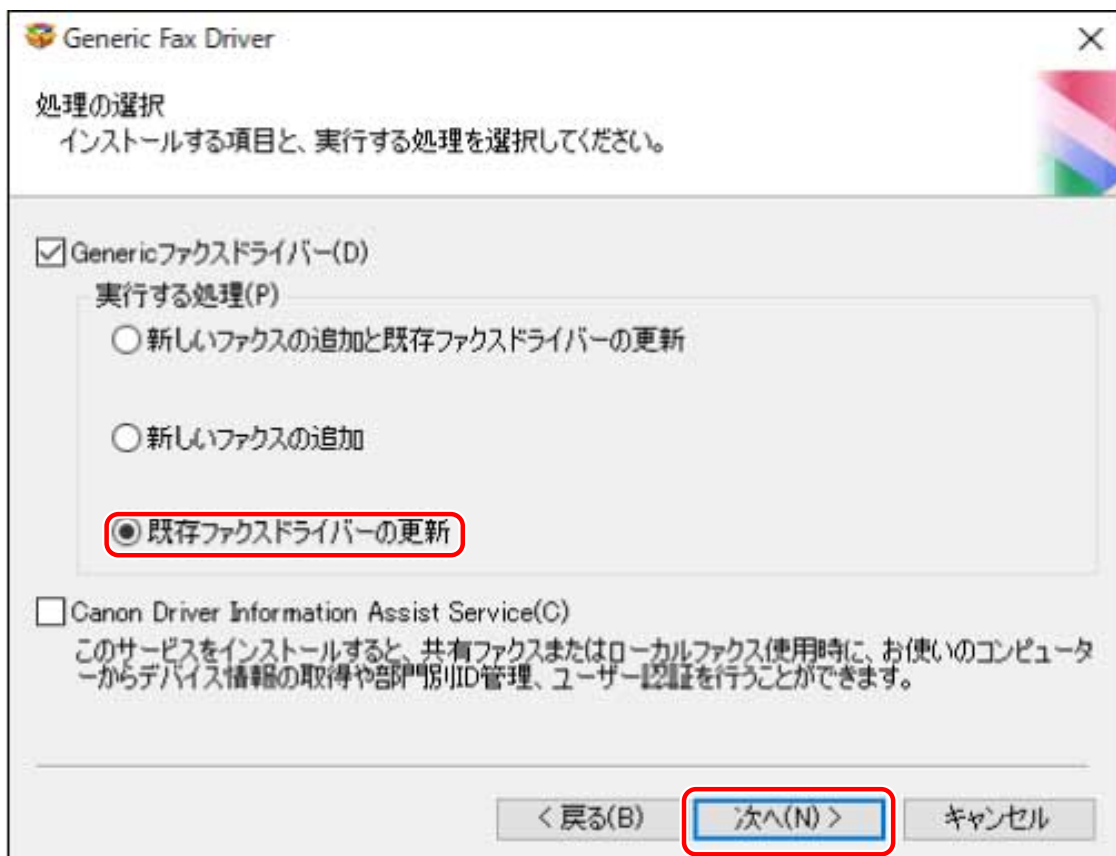 Generic Fax Driver
処理の選択
インストールする項目と、実行する処理を選択してください。
Genericファクスドライバー(D)
実行する処理(P)
新しいファクスの追加と既存ファクスドライバーの更新
新しいファクスの追加
既存ファクスドライバーの更新
Canon Driver Information Assist Service(C)
このサービスをインストールすると、共有ファクスまたはローカルファクス使用時に、お使いのコンピュータ
ーからデバイス情報の取得や部門別ID管理、ユーザー認証を行うことができます。
< 戻る(B)
次へ(N) >
キャンセル